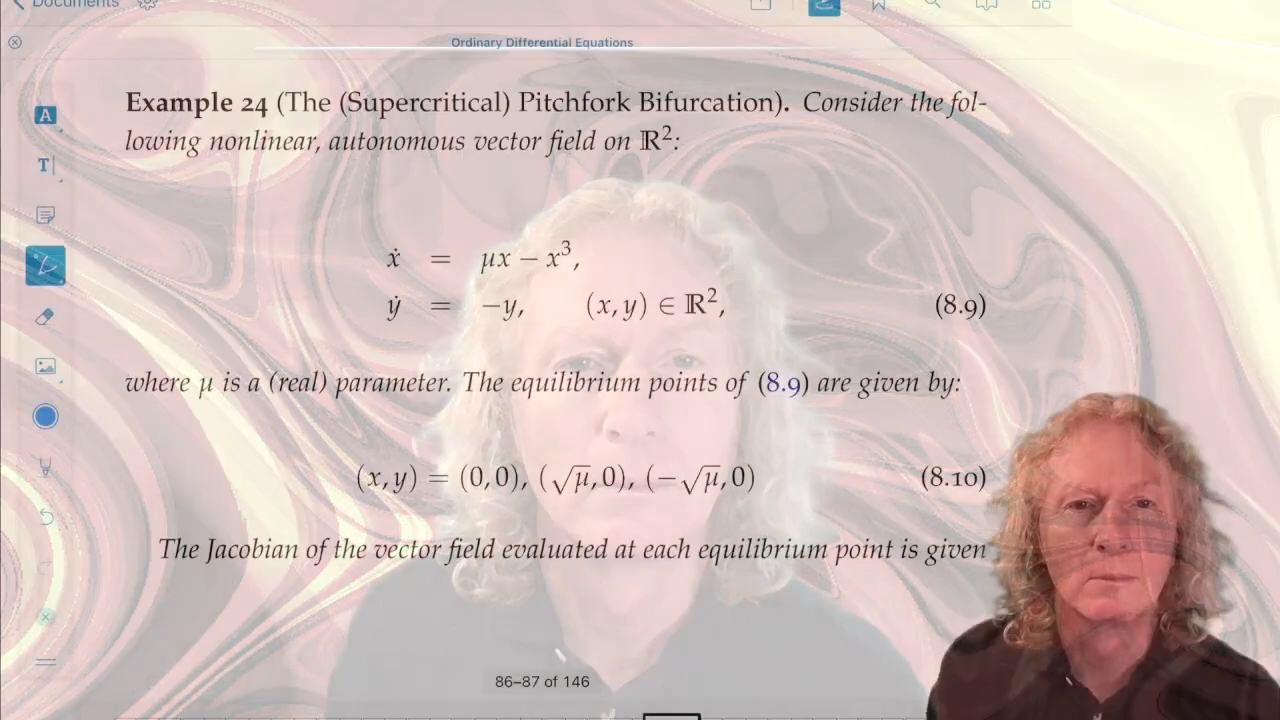 Documents
Ordinary Differential Equations
Example 24 (The (Supercritical) Pitchfork Bifurcation). Consider the fol-
lowing nonlinear, autonomous vector field on ℝ²:
ẋ = μx − x³,
ẏ = −y, (x, y) ∈ ℝ², (8.9)
where μ is a (real) parameter. The equilibrium points of (8.9) are given by:
(x, y) = (0, 0), (√μ, 0), (−√μ, 0) (8.10)
The Jacobian of the vector field evaluated at each equilibrium point is given
86–87 of 146